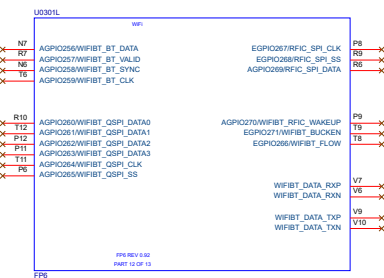 U0301L
WIFI
N7 AGPIO256/WIFIBT_BT_DATA EGPIO267/RFIC_SPI_CLK P8
R7 AGPIO257/WIFIBT_BT_VALID EGPIO268/RFIC_SPI_SS R9
N6 AGPIO258/WIFIBT_BT_SYNC AGPIO269/RFIC_SPI_DATA R6
T6 AGPIO259/WIFIBT_BT_CLK
R10 AGPIO260/WIFIBT_QSPI_DATA0 AGPIO270/WIFIBT_RFIC_WAKEUP P9
T12 AGPIO261/WIFIBT_QSPI_DATA1 EGPIO271/WIFIBT_BUCKEN T9
P12 AGPIO262/WIFIBT_QSPI_DATA2 EGPIO266/WIFIBT_FLOW T8
P11 AGPIO263/WIFIBT_QSPI_DATA3
T11 AGPIO264/WIFIBT_QSPI_CLK
P6 AGPIO265/WIFIBT_QSPI_SS
WIFIBT_DATA_RXP V7
WIFIBT_DATA_RXN V6
WIFIBT_DATA_TXP V9
WIFIBT_DATA_TXN V10
FP6 REV 0.92
PART 12 OF 13
FP6